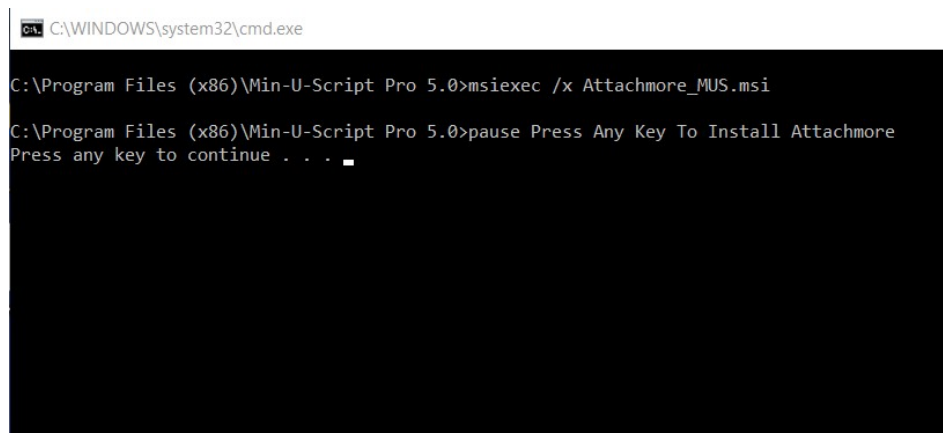 C:\WINDOWS\system32\cmd.exe
C:\Program Files (x86)\Min-U-Script Pro 5.0>msiexec /x Attachmore_MUS.msi
C:\Program Files (x86)\Min-U-Script Pro 5.0>pause Press Any Key To Install Attachmore
Press any key to continue . . .